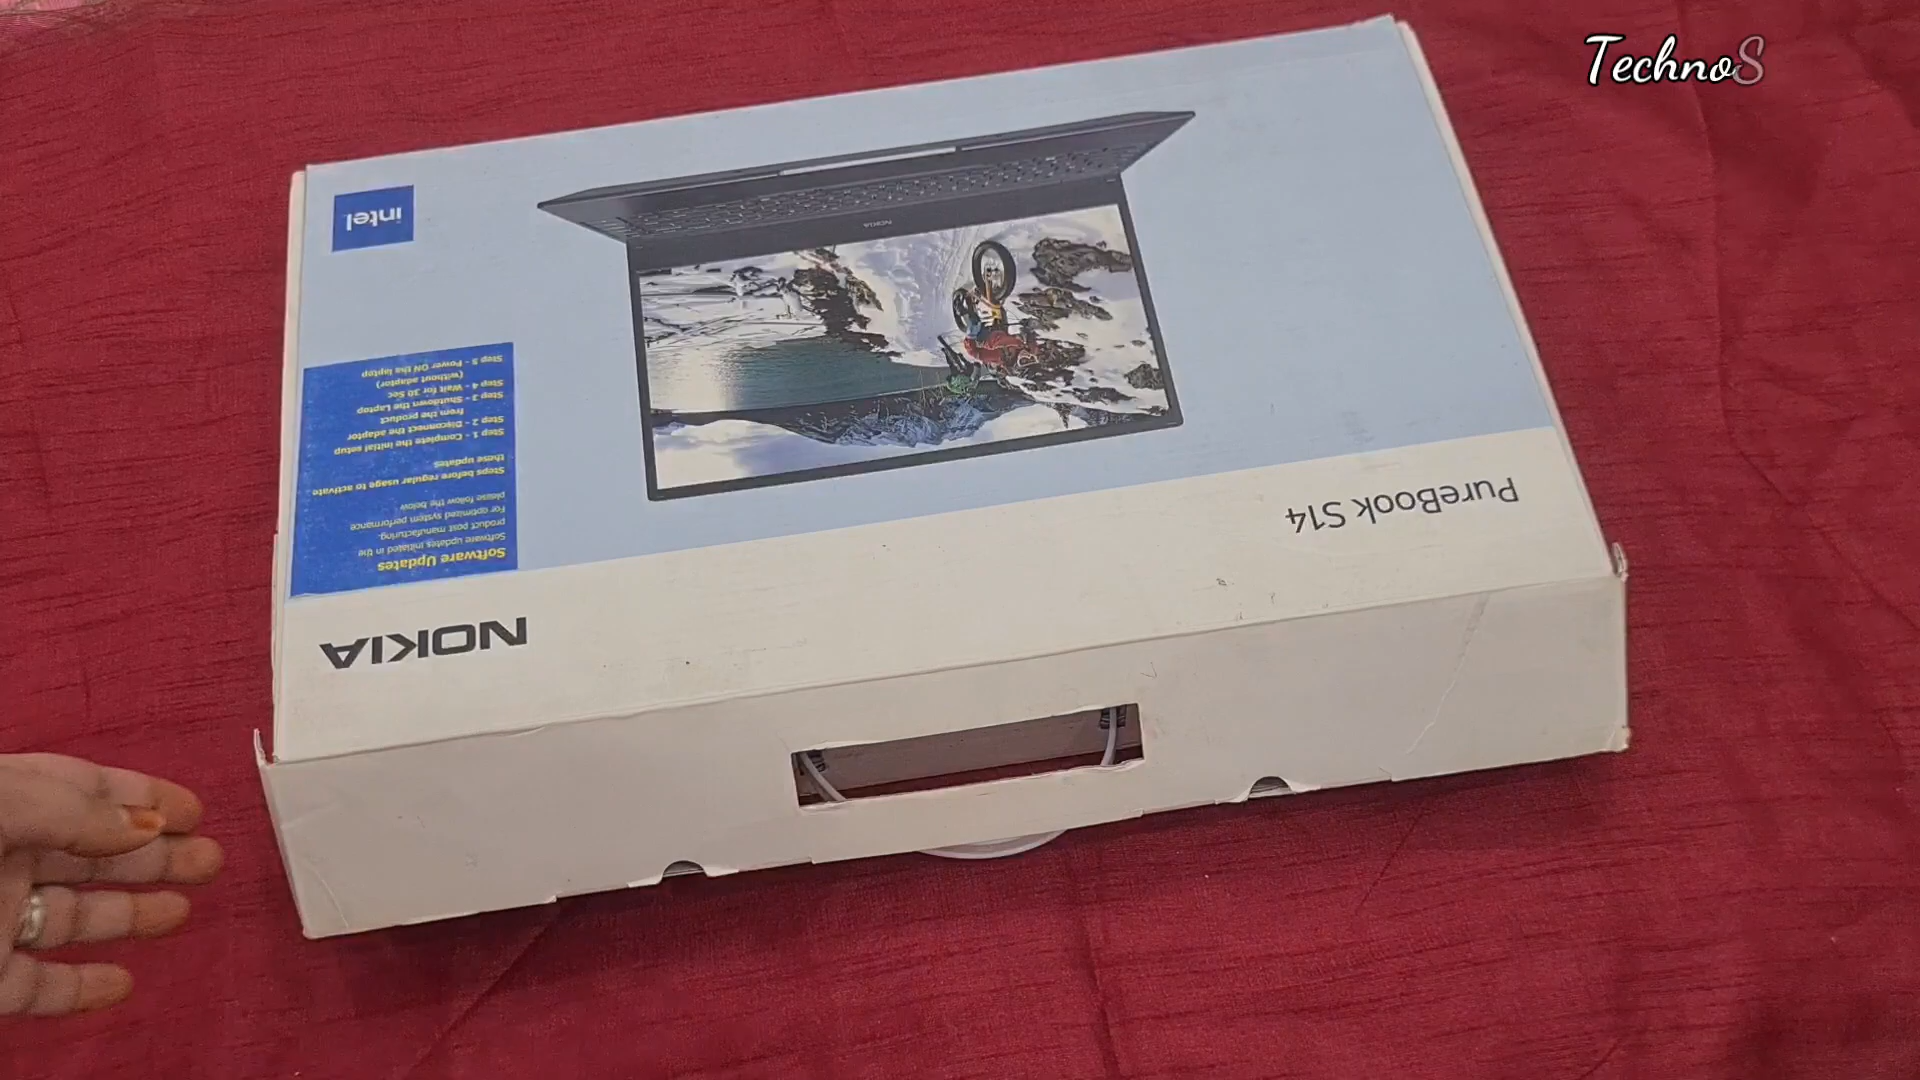 TechnoS
NOKIA
PureBook S14
Software Updates
Software updates initiated in the
product post manufacturing.
For optimized system performance
please follow the below
Steps before regular usage to activate
these updates
Step 1 - Complete the initial setup
Step 2 - Disconnect the adaptor
from the product
Step 3 - Shutdown the Laptop
Step 4 - Wait for 30 Sec
(without adaptor)
Step 5 - Power ON the laptop
NOKIA
intel